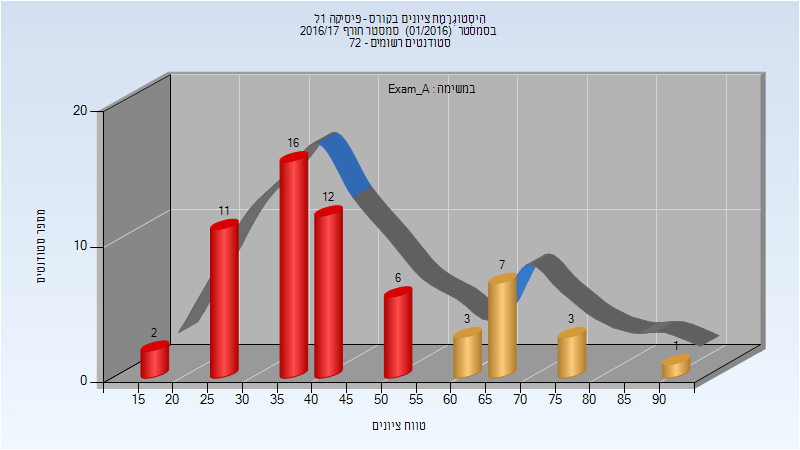 היסטוגרמת ציונים בקורס - פיסיקה 1ל
בסמסטר (01/2016) סמסטר חורף 2016/17
סטודנטים רשומים - 72
במשימה : Exam_A
מספר סטודנטים
20
10
0
2
11
16
12
6
3
7
3
1
15 20 25 30 35 40 45 50 55 60 65 70 75 80 85 90
טווח ציונים